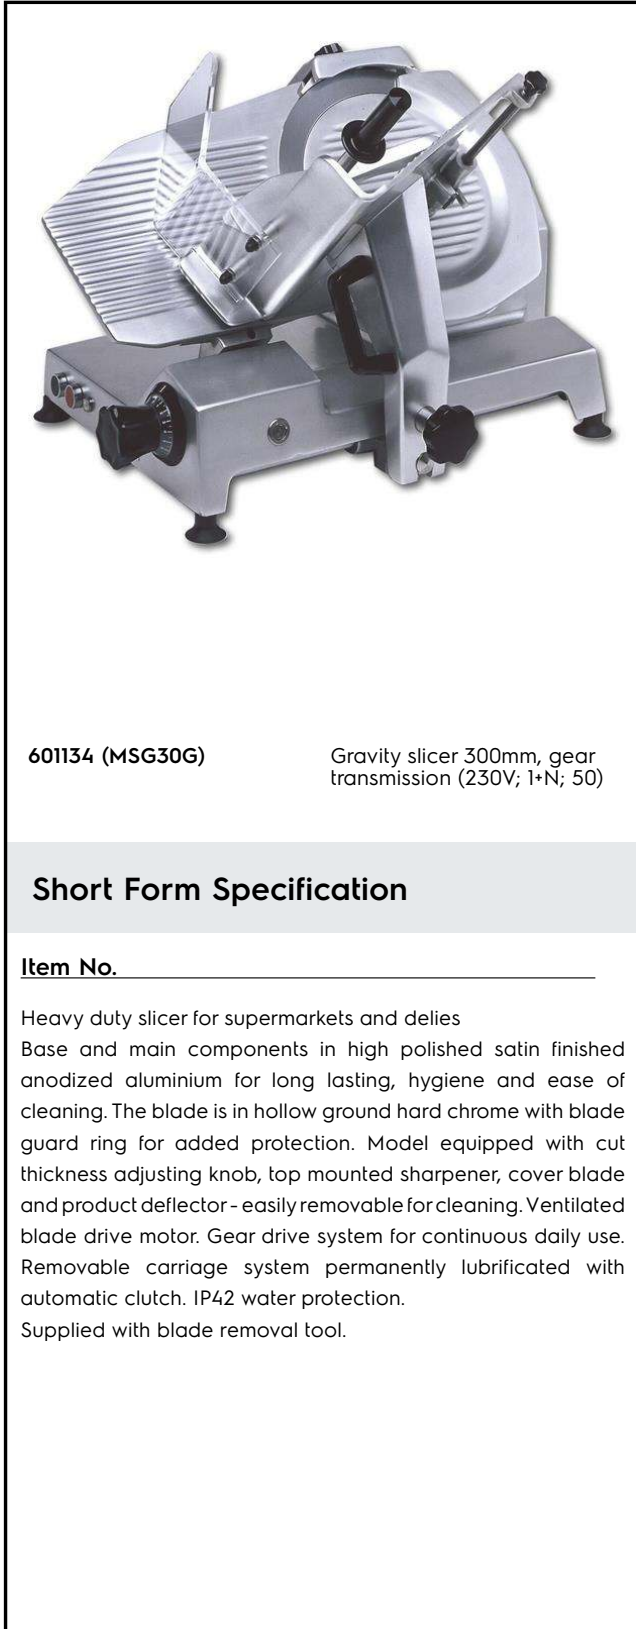 601134 (MSG30G)
Gravity slicer 300mm, gear
transmission (230V; 1+N; 50)
Short Form Specification
Item No.
Heavy duty slicer for supermarkets and delies
Base and main components in high polished satin finished
anodized aluminium for long lasting, hygiene and ease of
cleaning. The blade is in hollow ground hard chrome with blade
guard ring for added protection. Model equipped with cut
thickness adjusting knob, top mounted sharpener, cover blade
and product deflector - easily removable for cleaning. Ventilated
blade drive motor. Gear drive system for continuous daily use.
Removable carriage system permanently lubrificated with
automatic clutch. IP42 water protection.
Supplied with blade removal tool.